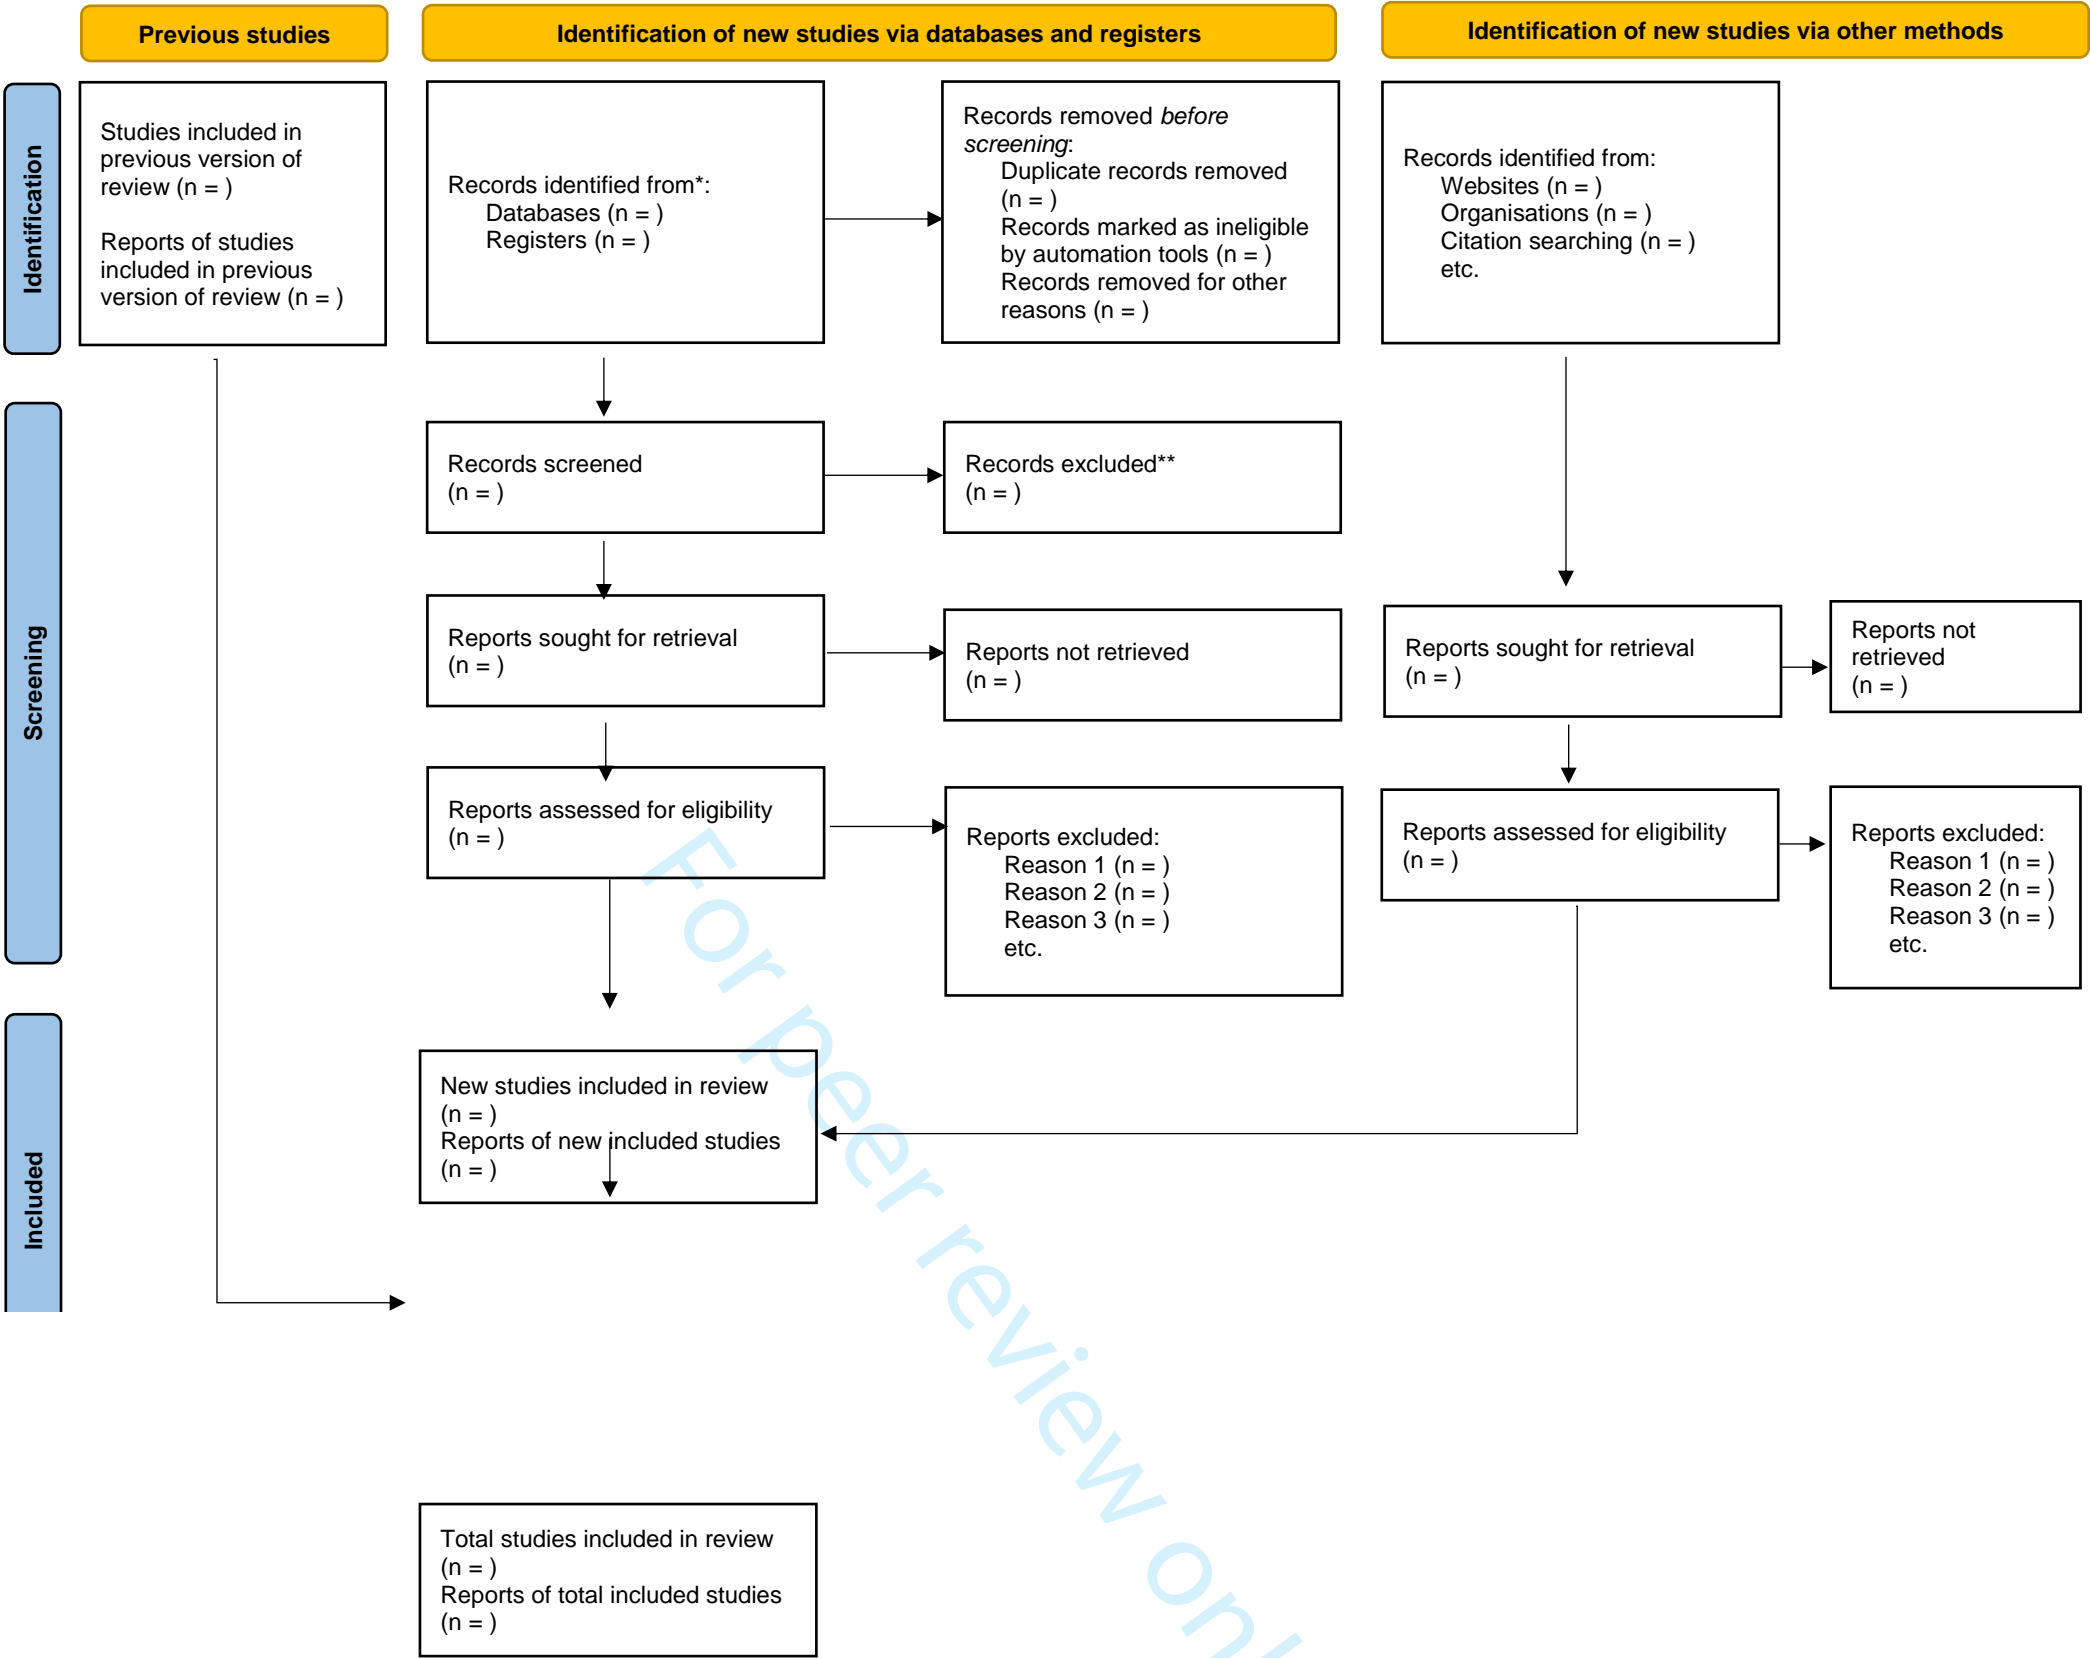 Previous studies
Identification of new studies via databases and registers
Identification of new studies via other methods
Identification
Studies included in
previous version of
review (n = )
Reports of studies
included in previous
version of review (n = )
Records identified from*:
Databases (n = )
Registers (n = )
Records removed before
screening:
Duplicate records removed
(n = )
Records marked as ineligible
by automation tools (n = )
Records removed for other
reasons (n = )
Records identified from:
Websites (n = )
Organisations (n = )
Citation searching (n = )
etc.
Screening
Records screened
(n = )
Records excluded**
(n = )
Reports sought for retrieval
(n = )
Reports not retrieved
(n = )
Reports sought for retrieval
(n = )
Reports not
retrieved
(n = )
Reports assessed for eligibility
(n = )
Reports excluded:
Reason 1 (n = )
Reason 2 (n = )
Reason 3 (n = )
etc.
Reports assessed for eligibility
(n = )
Reports excluded:
Reason 1 (n = )
Reason 2 (n = )
Reason 3 (n = )
etc.
Included
New studies included in review
(n = )
Reports of new included studies
(n = )
Total studies included in review
(n = )
Reports of total included studies
(n = )
For peer review